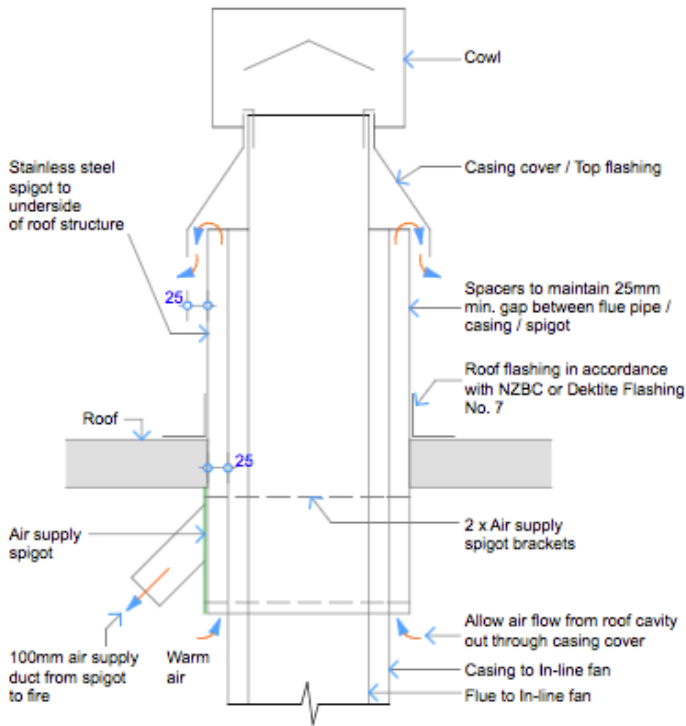 Cowl
Stainless steel
spigot to
underside
of roof structure
Casing cover / Top flashing
25
Spacers to maintain 25mm
min. gap between flue pipe /
casing / spigot
Roof flashing in accordance
with NZBC or Dektite Flashing
No. 7
Roof
25
Air supply
spigot
2 x Air supply
spigot brackets
100mm air supply
duct from spigot
to fire
Warm
air
Allow air flow from roof cavity
out through casing cover
Casing to In-line fan
Flue to In-line fan